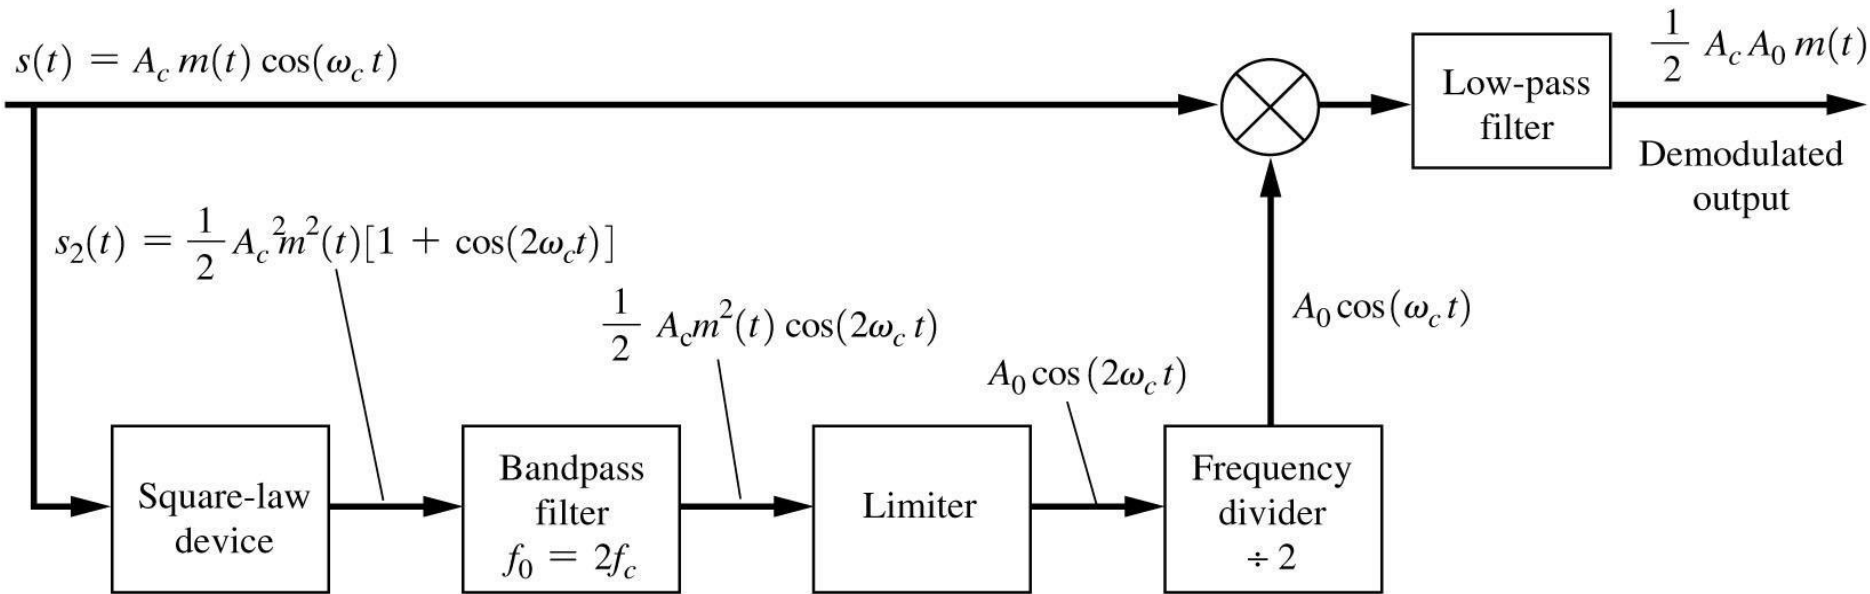 s(t) = A_c m(t) cos(ω_c t)
1/2 A_c A_0 m(t)
Low-pass
filter
Demodulated
output
s_2(t) = 1/2 A_c^2 m^2(t)[1 + cos(2ω_c t)]
1/2 A_c m^2(t) cos(2ω_c t)
A_0 cos(2ω_c t)
A_0 cos(ω_c t)
Square-law
device
Bandpass
filter
f_0 = 2f_c
Limiter
Frequency
divider
÷ 2